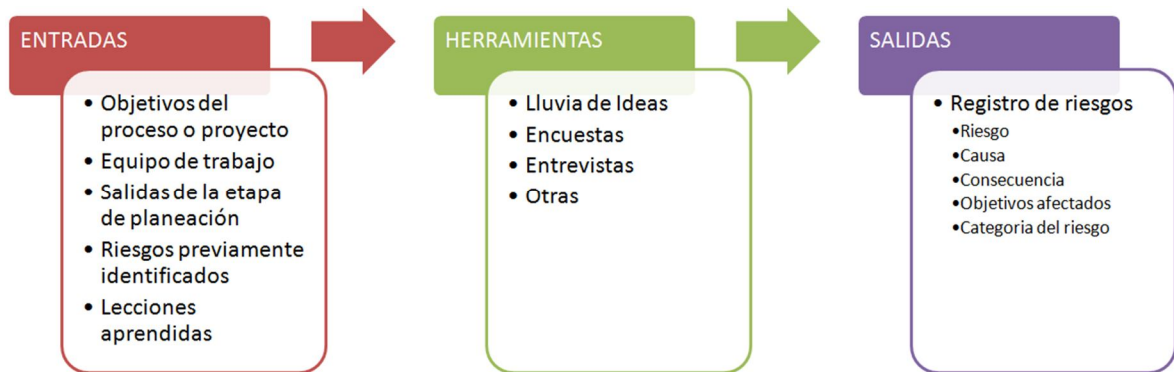 ENTRADAS
• Objetivos del
proceso o proyecto
• Equipo de trabajo
• Salidas de la etapa
de planeación
• Riesgos previamente
identificados
• Lecciones
aprendidas
HERRAMIENTAS
• Lluvia de Ideas
• Encuestas
• Entrevistas
• Otras
SALIDAS
• Registro de riesgos
•Riesgo
•Causa
•Consecuencia
•Objetivos afectados
•Categoria del riesgo